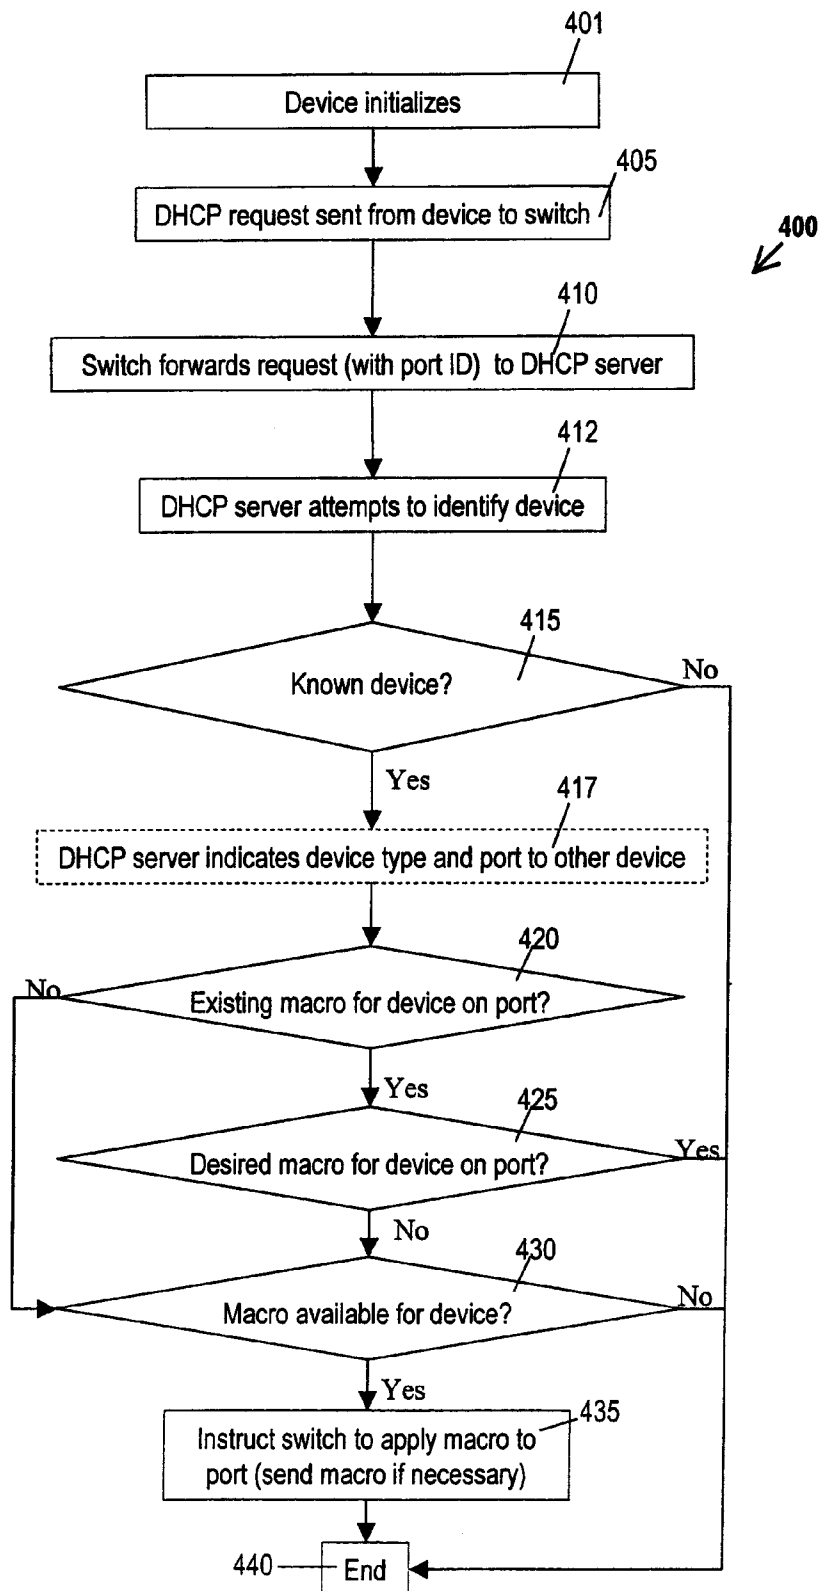 401
Device initializes
405
DHCP request sent from device to switch
400
410
Switch forwards request (with port ID) to DHCP server
412
DHCP server attempts to identify device
415
Known device?
No
Yes
417
DHCP server indicates device type and port to other device
420
No
Existing macro for device on port?
Yes
425
Desired macro for device on port?
Yes
No
430
Macro available for device?
No
Yes
435
Instruct switch to apply macro to
port (send macro if necessary)
440
End